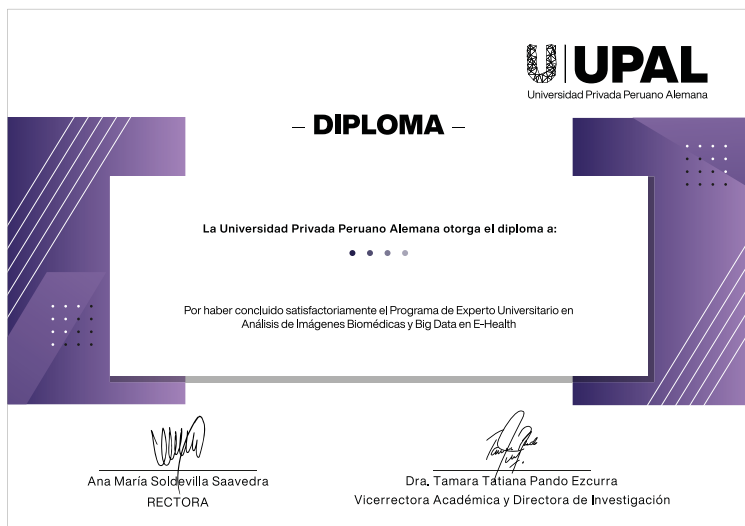 UPAL
Universidad Privada Peruano Alemana
– DIPLOMA –
La Universidad Privada Peruano Alemana otorga el diploma a:
Por haber concluido satisfactoriamente el Programa de Experto Universitario en
Análisis de Imágenes Biomédicas y Big Data en E-Health
Ana María Soldevilla Saavedra
RECTORA
Dra. Tamara Tatiana Pando Ezcurra
Vicerrectora Académica y Directora de Investigación